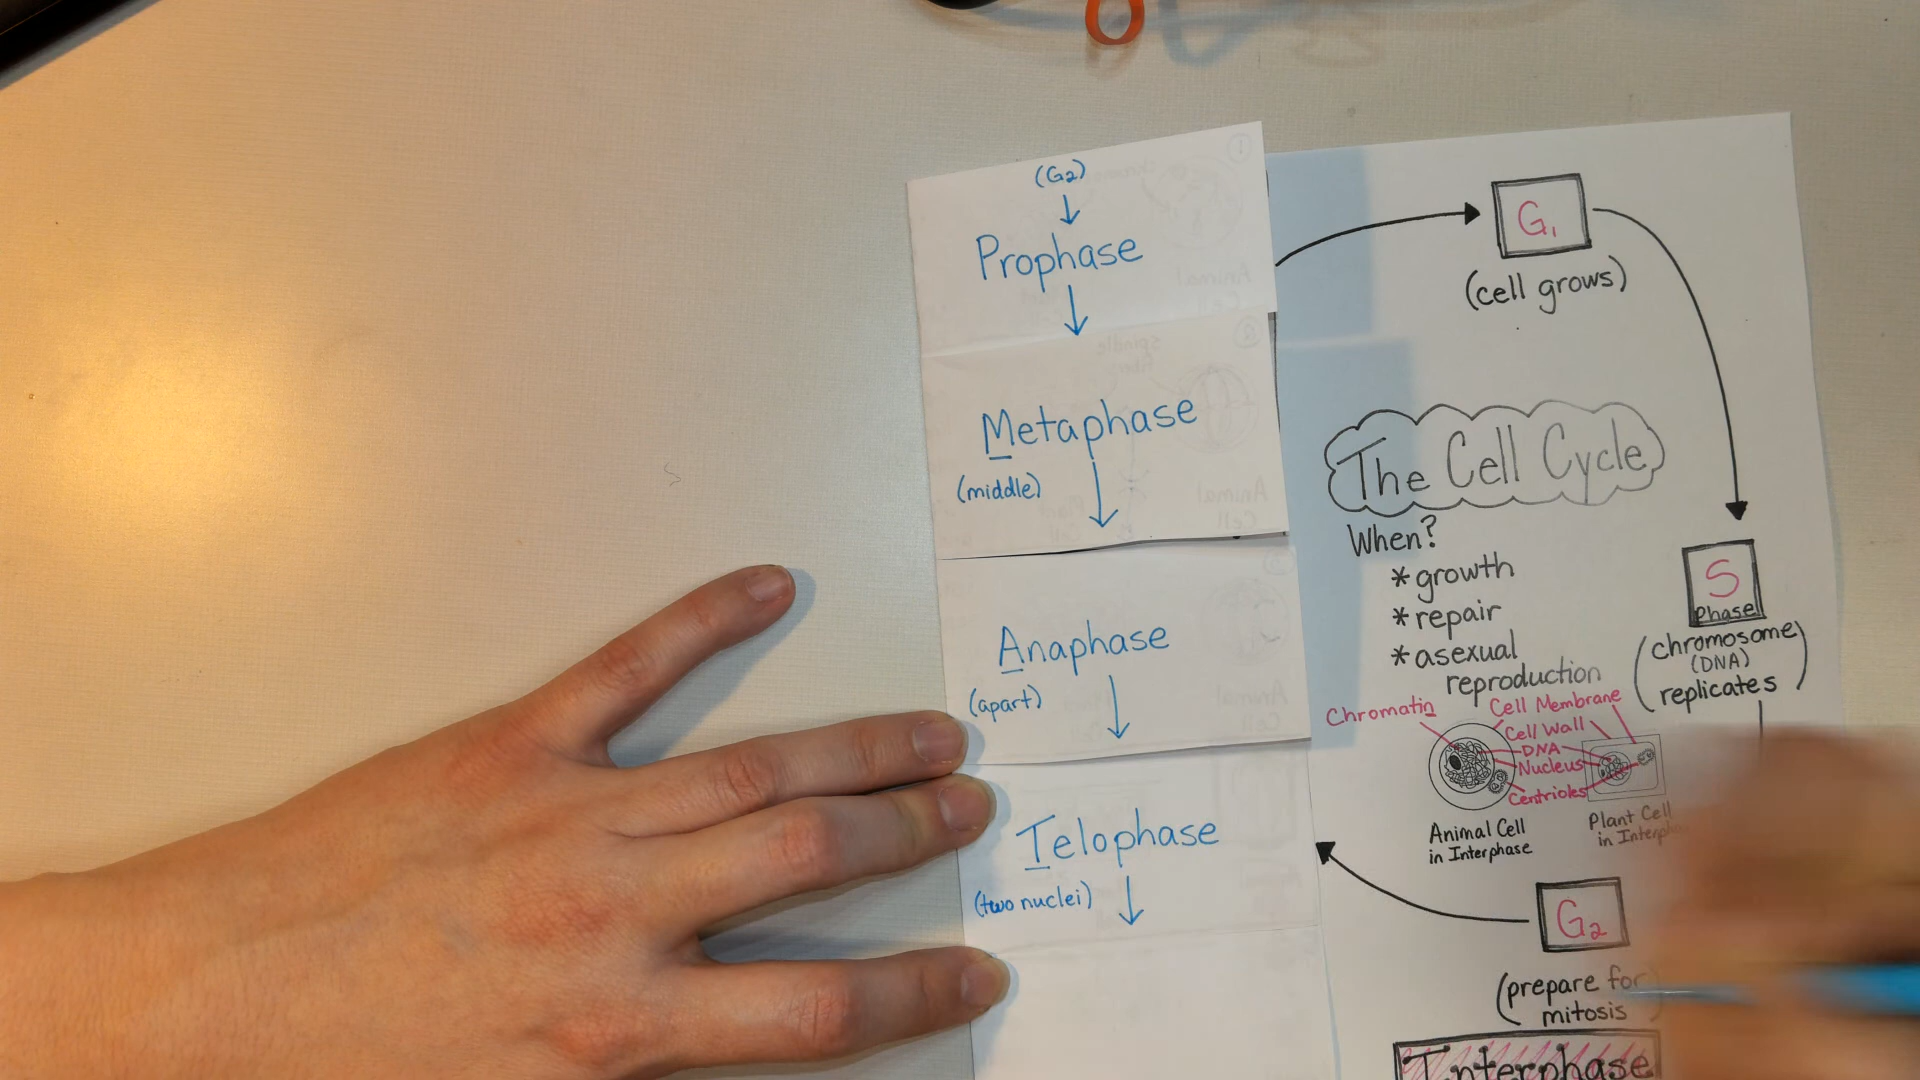 (G2)
Prophase
Metaphase
(middle)
Anaphase
(apart)
Telophase
(two nuclei)
G1
(cell grows)
The Cell Cycle
When?
* growth
* repair
* asexual
reproduction
S
Phase
(chromosome
(DNA)
replicates)
Chromatin
Cell Membrane
Cell Wall
DNA
Nucleus
Centrioles
Animal Cell
in Interphase
Plant Cell
in
G2
(prepare for
mitosis
Interphase